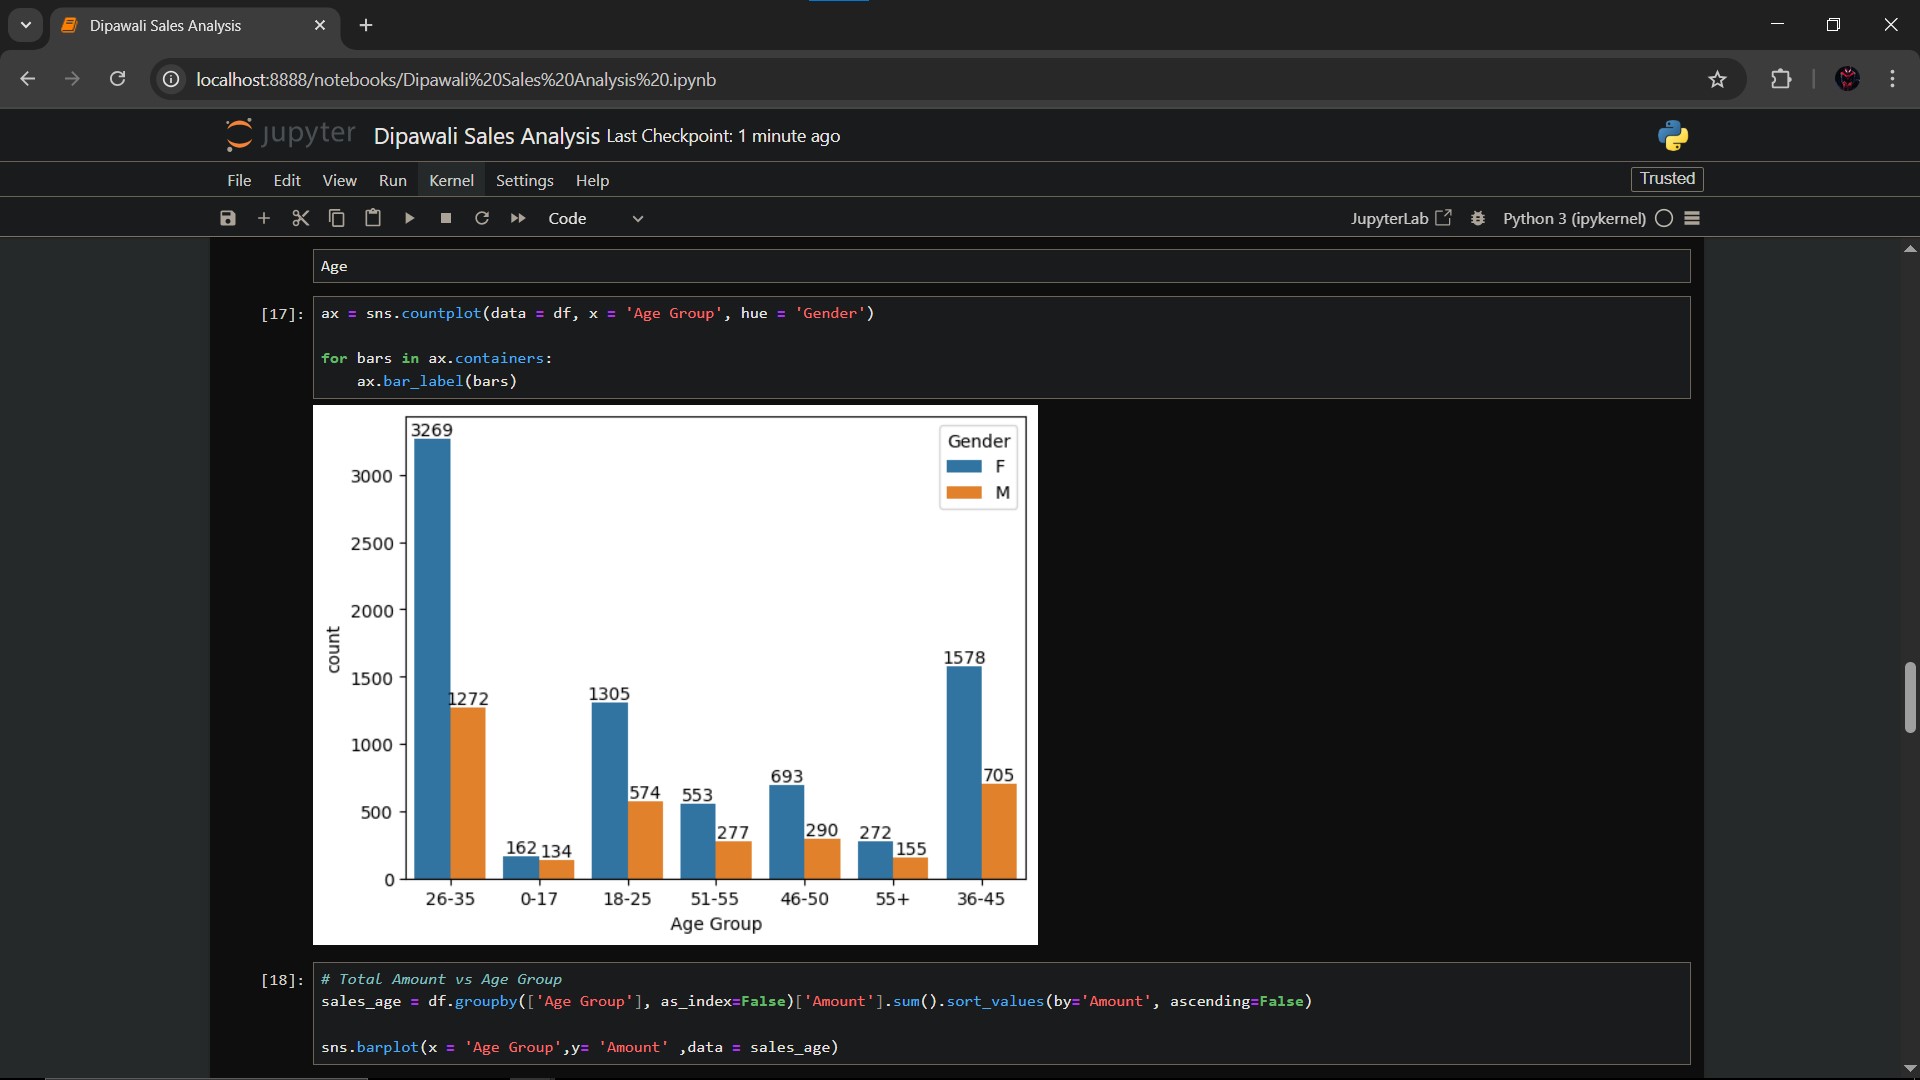 Dipawali Sales Analysis
localhost:8888/notebooks/Dipawali%20Sales%20Analysis%20.ipynb
jupyter Dipawali Sales Analysis Last Checkpoint: 1 minute ago
File Edit View Run Kernel Settings Help Trusted
Code JupyterLab Python 3 (ipykernel)
Age
[17]: ax = sns.countplot(data = df, x = 'Age Group', hue = 'Gender')
for bars in ax.containers:
ax.bar_label(bars)
3269
Gender
F
M
3000
2500
2000
1500
1000
500
0
count
1272
162
134
1305
574
553
277
693
290
272
155
1578
705
26-35 0-17 18-25 51-55 46-50 55+ 36-45
Age Group
[18]: # Total Amount vs Age Group
sales_age = df.groupby(['Age Group'], as_index=False)['Amount'].sum().sort_values(by='Amount', ascending=False)
sns.barplot(x = 'Age Group',y= 'Amount' ,data = sales_age)